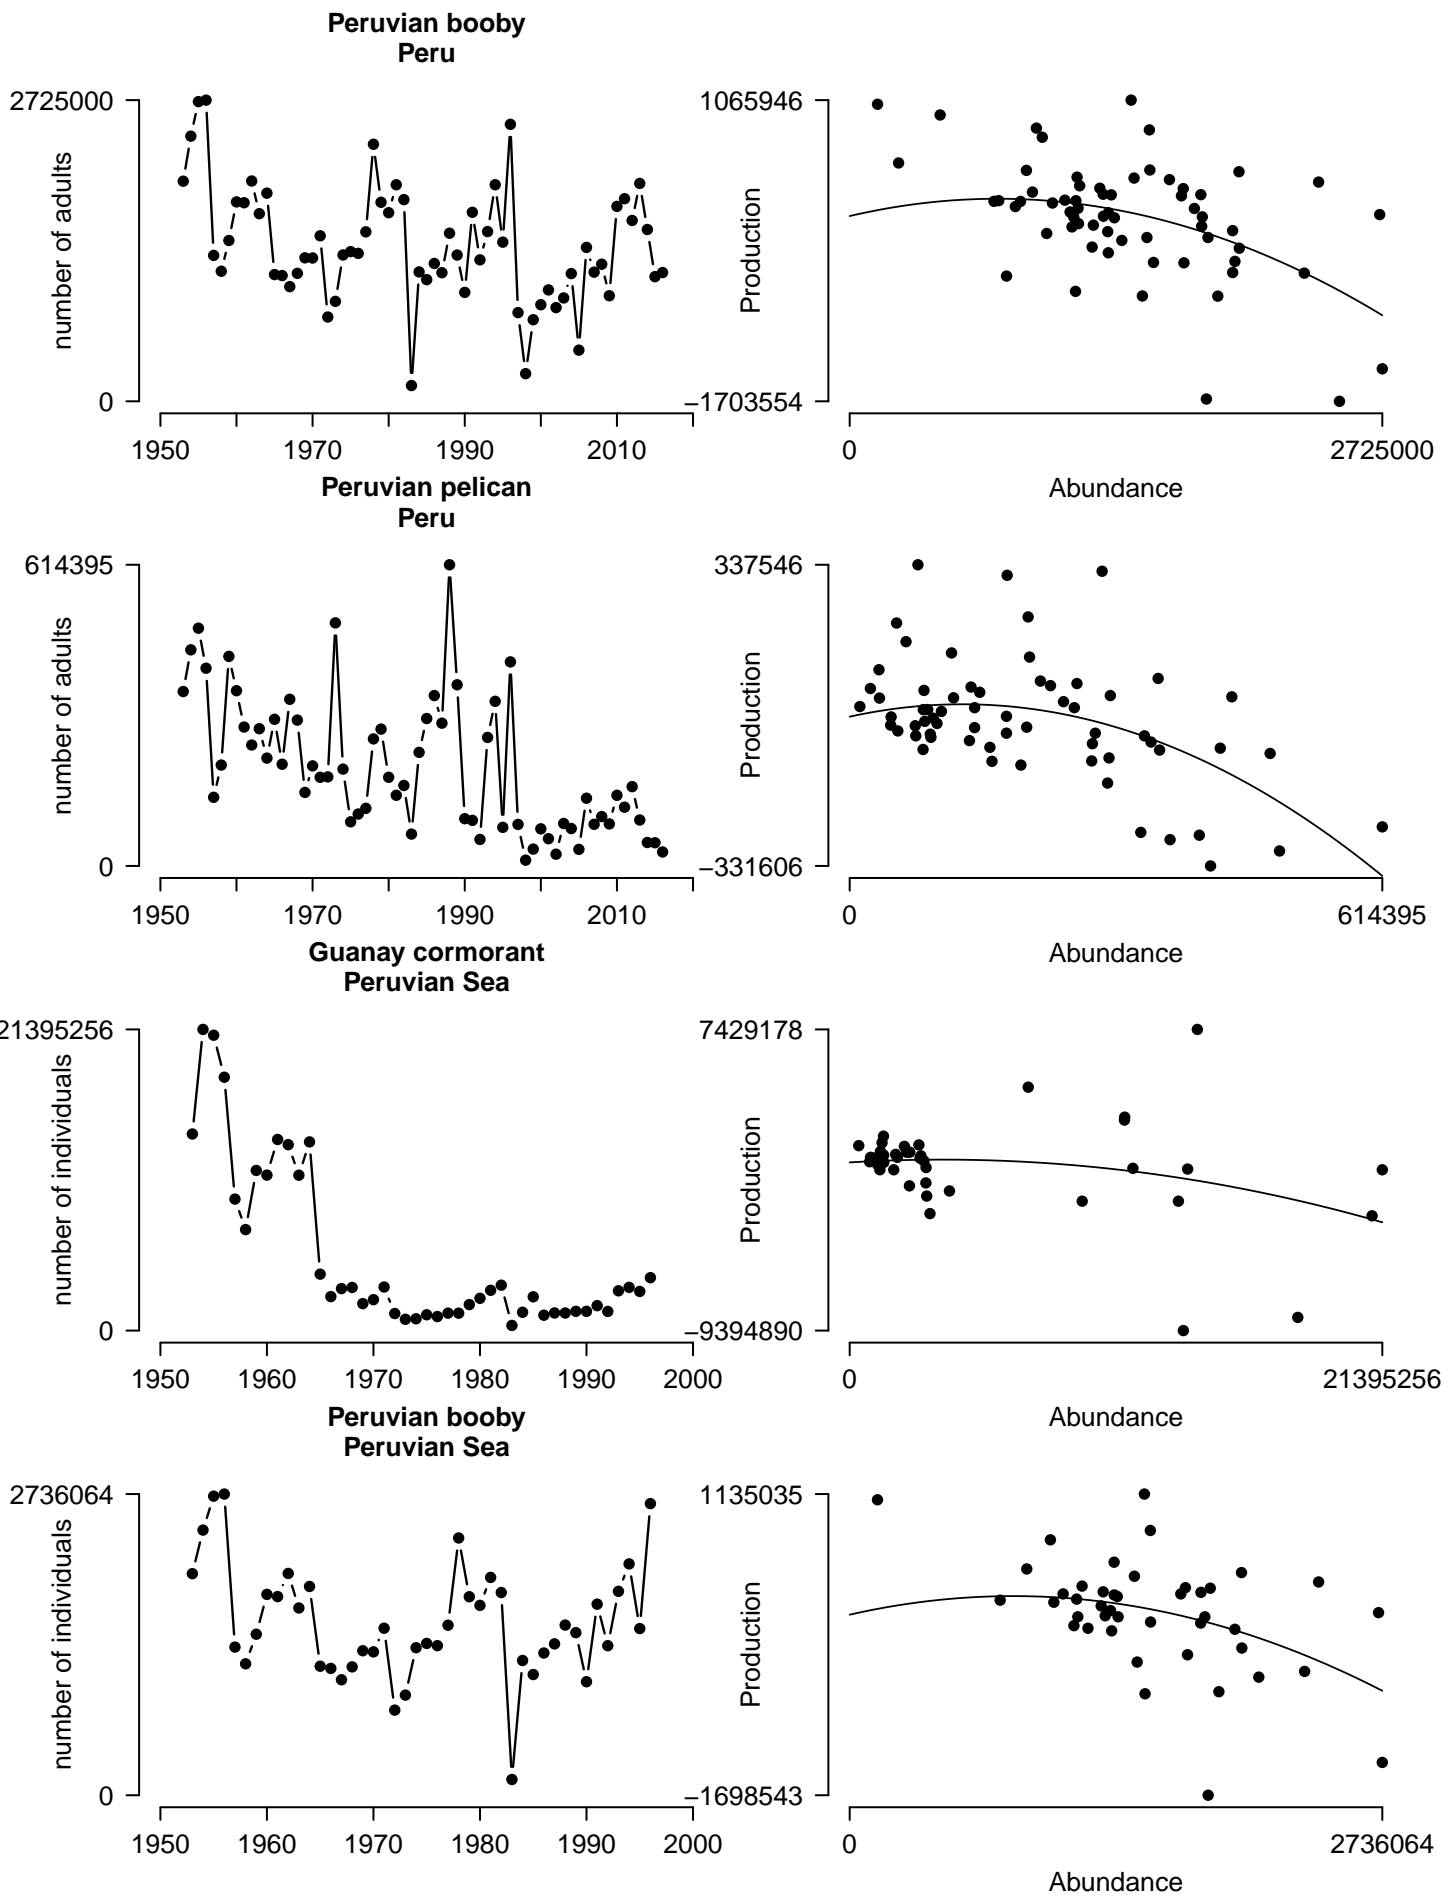 Peruvian booby
Peru
2725000
0
number of adults
1950 1970 1990 2010
1065946
−1703554
Production
0 2725000
Abundance
Peruvian pelican
Peru
614395
0
number of adults
1950 1970 1990 2010
337546
−331606
Production
0 614395
Abundance
Guanay cormorant
Peruvian Sea
21395256
0
number of individuals
1950 1960 1970 1980 1990 2000
7429178
−9394890
Production
0 21395256
Abundance
Peruvian booby
Peruvian Sea
2736064
0
number of individuals
1950 1960 1970 1980 1990 2000
1135035
−1698543
Production
0 2736064
Abundance